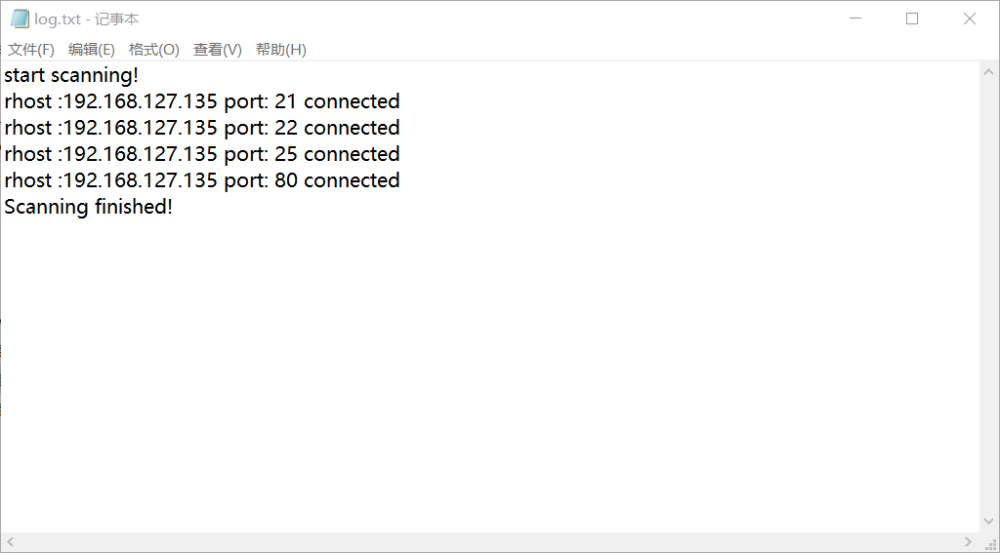 log.txt - 记事本
文件(F) 编辑(E) 格式(O) 查看(V) 帮助(H)
start scanning!
rhost :192.168.127.135 port: 21 connected
rhost :192.168.127.135 port: 22 connected
rhost :192.168.127.135 port: 25 connected
rhost :192.168.127.135 port: 80 connected
Scanning finished!